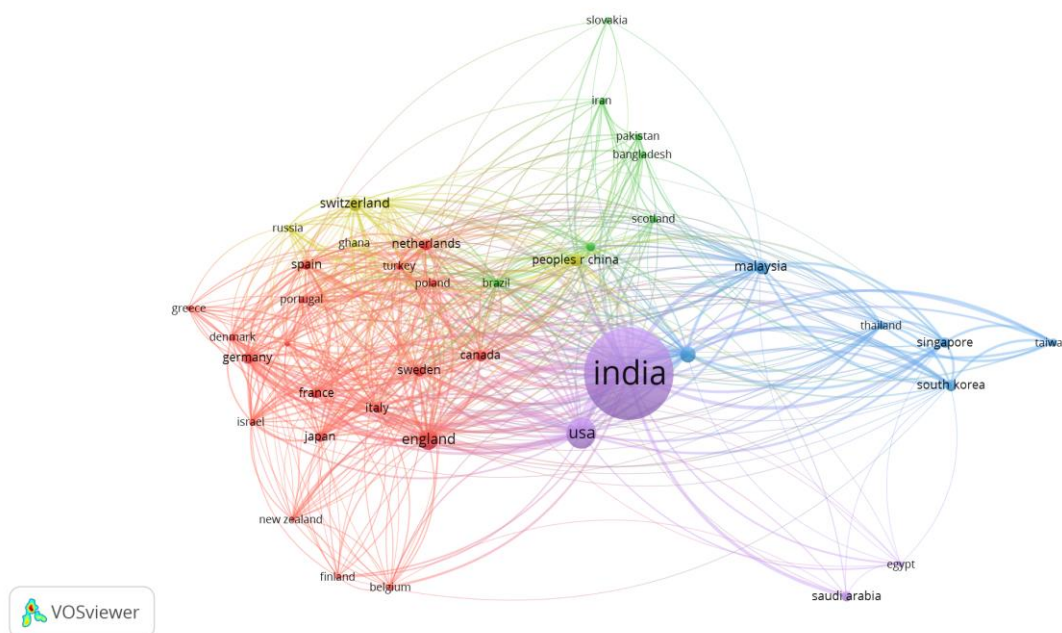 slovakia
iran
pakistan
bangladesh
switzerland
scotland
russia
ghana
netherlands
peoples r china
spain
turkey
malaysia
poland
brazil
portugal
greece
thailand
denmark
singapore
taiwa
germany
canada
sweden
india
south korea
france
italy
israel
japan
england
usa
new zealand
egypt
finland
belgium
saudi arabia
VOSviewer